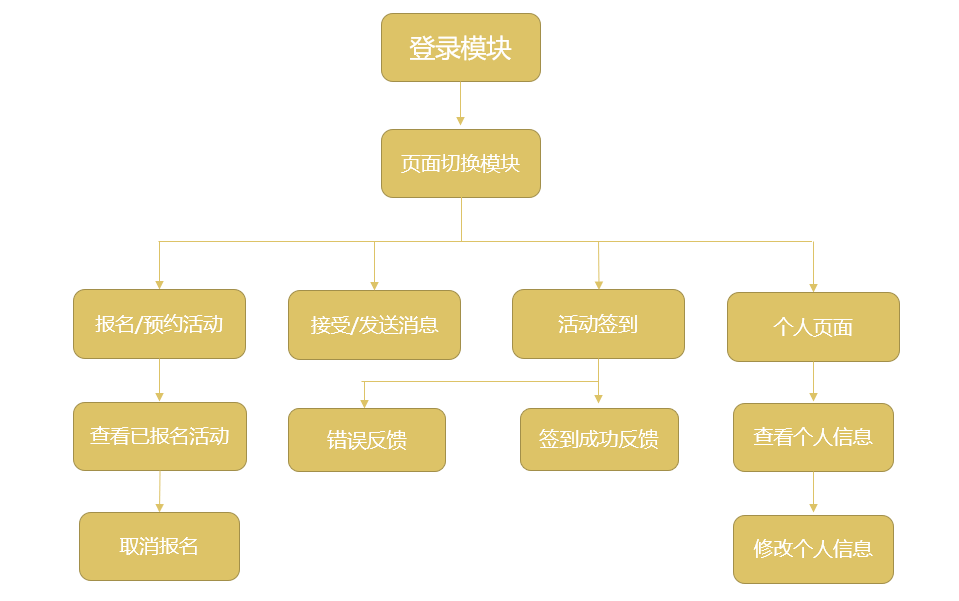 登录模块
页面切换模块
报名/预约活动
接受/发送消息
活动签到
个人页面
查看已报名活动
错误反馈
签到成功反馈
查看个人信息
取消报名
修改个人信息